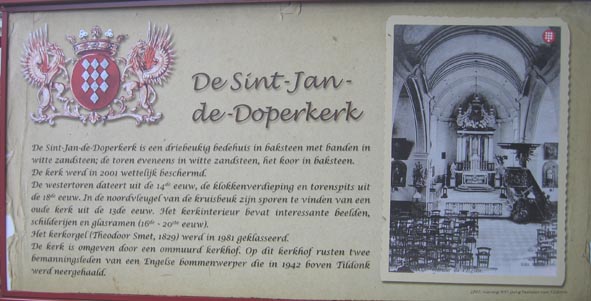 De Sint-Jan-
de-Doperkerk
De Sint-Jan-de-Doperkerk is een driebeukig bedehuis in baksteen met banden in
witte zandsteen; de toren eveneens in witte zandsteen, het koor in baksteen.
De kerk werd in 2001 wettelijk beschermd.
De westertoren dateert uit de 14de eeuw, de klokkenverdieping en torenspits uit
de 18de eeuw. In de noordvleugel van de kruisbeuk zijn sporen te vinden van een
oude kerk uit de 13de eeuw. Het kerkinterieur bevat interessante beelden,
schilderijen en glasramen (16de - 20ste eeuw).
Het kerkorgel (Theodoor Smet, 1829) werd in 1981 geklasseerd.
De kerk is omgeven door een ommuurd kerkhof. Op dit kerkhof rusten twee
bemanningsleden van een Engelse bommenwerper die in 1942 boven Tildonk
werd neergehaald.